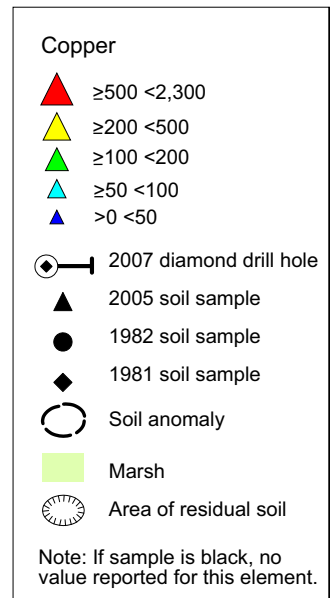 Copper
≥500 <2,300
≥200 <500
≥100 <200
≥50 <100
>0 <50
2007 diamond drill hole
2005 soil sample
1982 soil sample
1981 soil sample
Soil anomaly
Marsh
Area of residual soil
Note: If sample is black, no
value reported for this element.